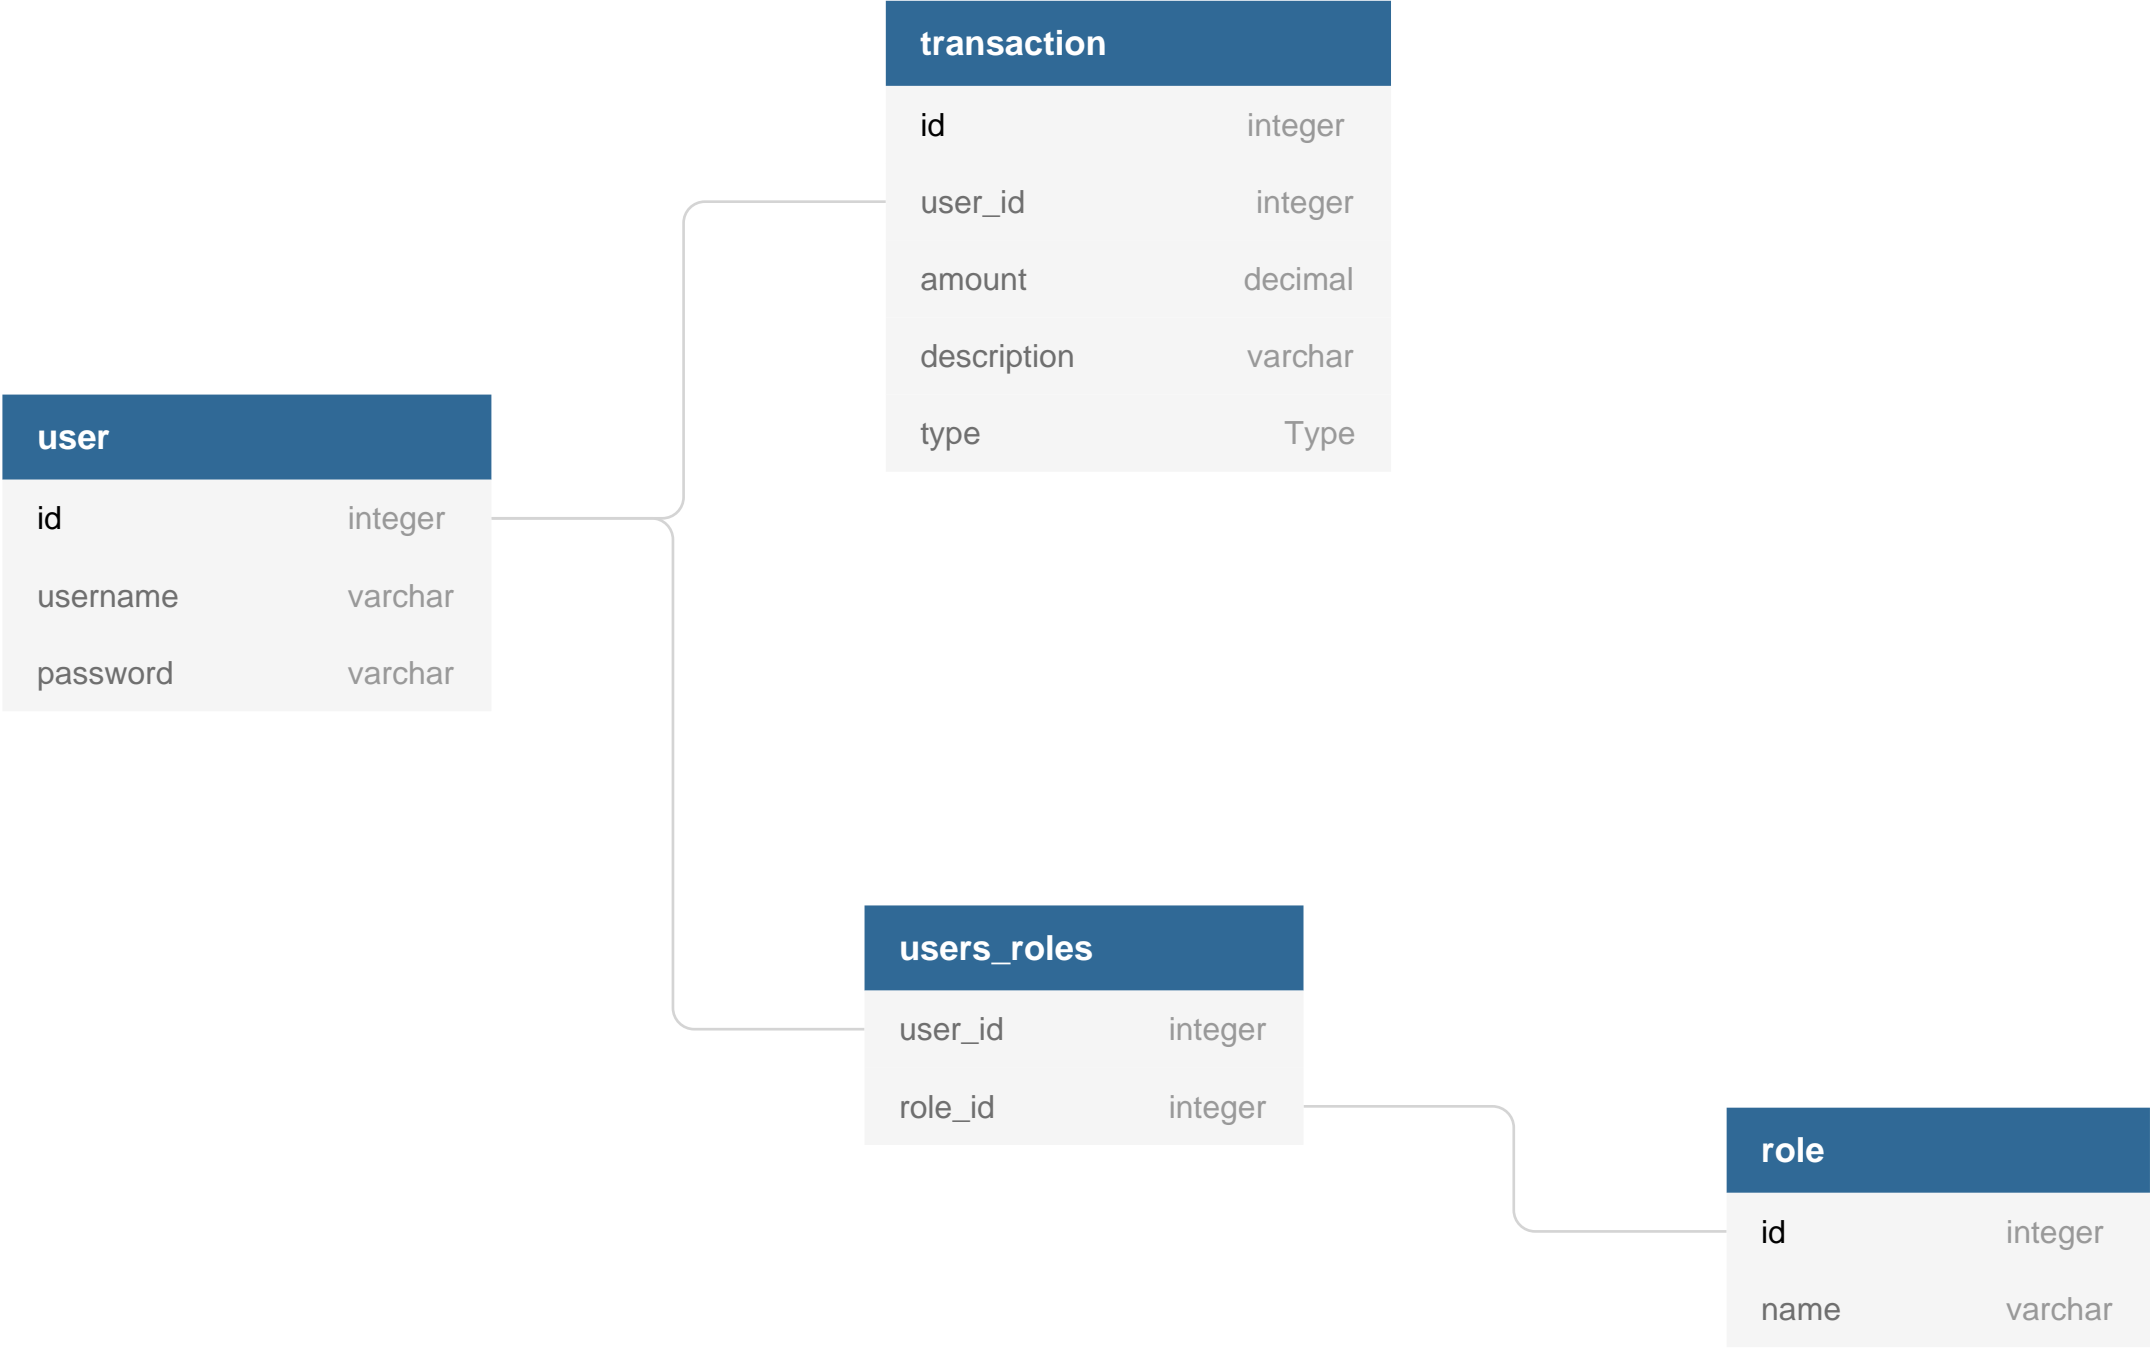 transaction
id integer
user_id integer
amount decimal
description varchar
type Type
user
id integer
username varchar
password varchar
users_roles
user_id integer
role_id integer
role
id integer
name varchar